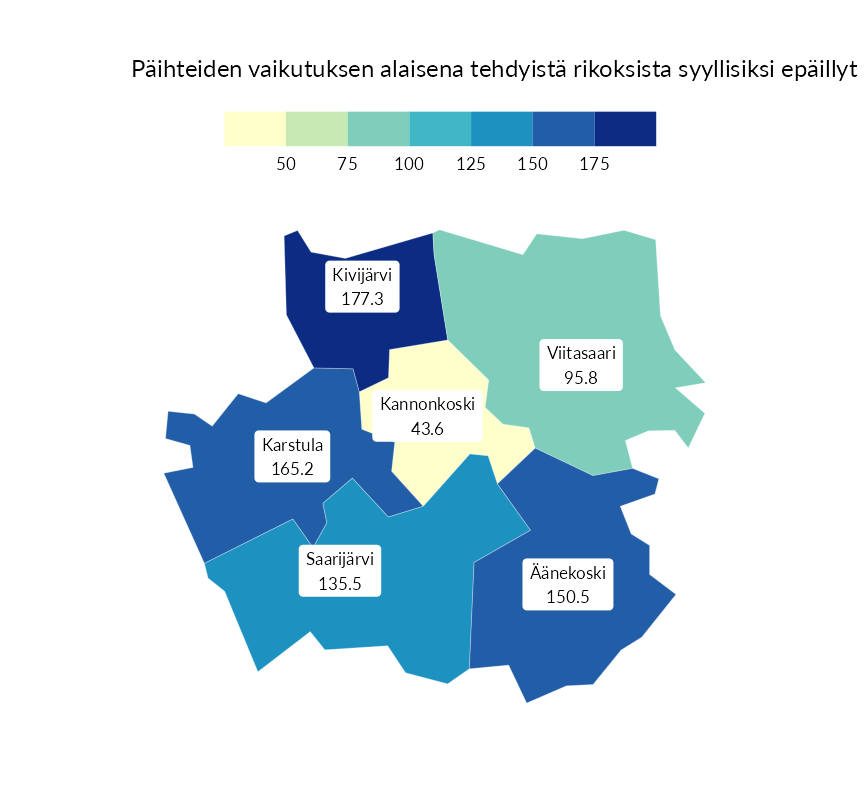 Päihteiden vaikutuksen alaisena tehdyistä rikoksista syyllisiksi epäillyt
50 75 100 125 150 175
Kivijärvi
177.3
Viitasaari
95.8
Kannonkoski
43.6
Karstula
165.2
Saarijärvi
135.5
Äänekoski
150.5